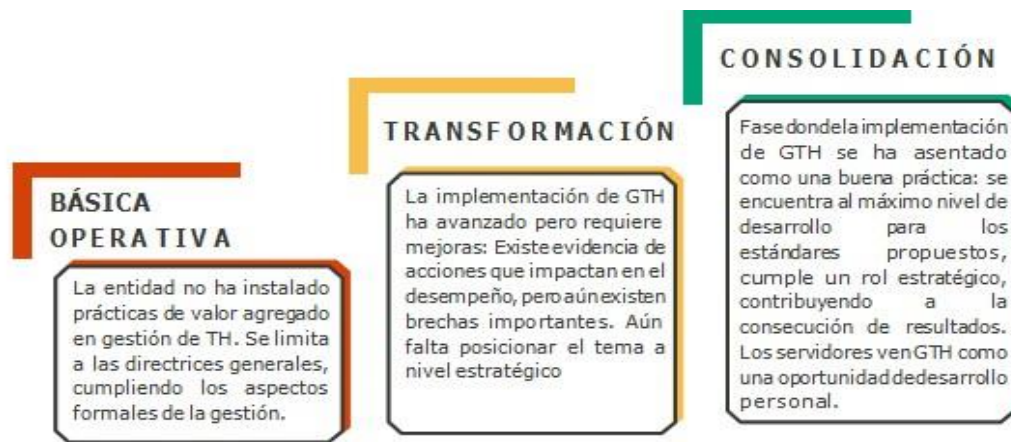 BÁSICA
OPERATIVA
La entidad no ha instalado
prácticas de valor agregado
en gestión de TH. Se limita
a las directrices generales,
cumpliendo los aspectos
formales de la gestión.
TRANSFORMACIÓN
La implementación de GTH
ha avanzado pero requiere
mejoras: Existe evidencia de
acciones que impactan en el
desempeño, pero aún existen
brechas importantes. Aún
falta posicionar el tema a
nivel estratégico
CONSOLIDACIÓN
Fase donde la implementación
de GTH se ha asentado
como una buena práctica: se
encuentra al máximo nivel de
desarrollo para los
estándares propuestos,
cumple un rol estratégico,
contribuyendo a la
consecución de resultados.
Los servidores ven GTH como
una oportunidad de desarrollo
personal.